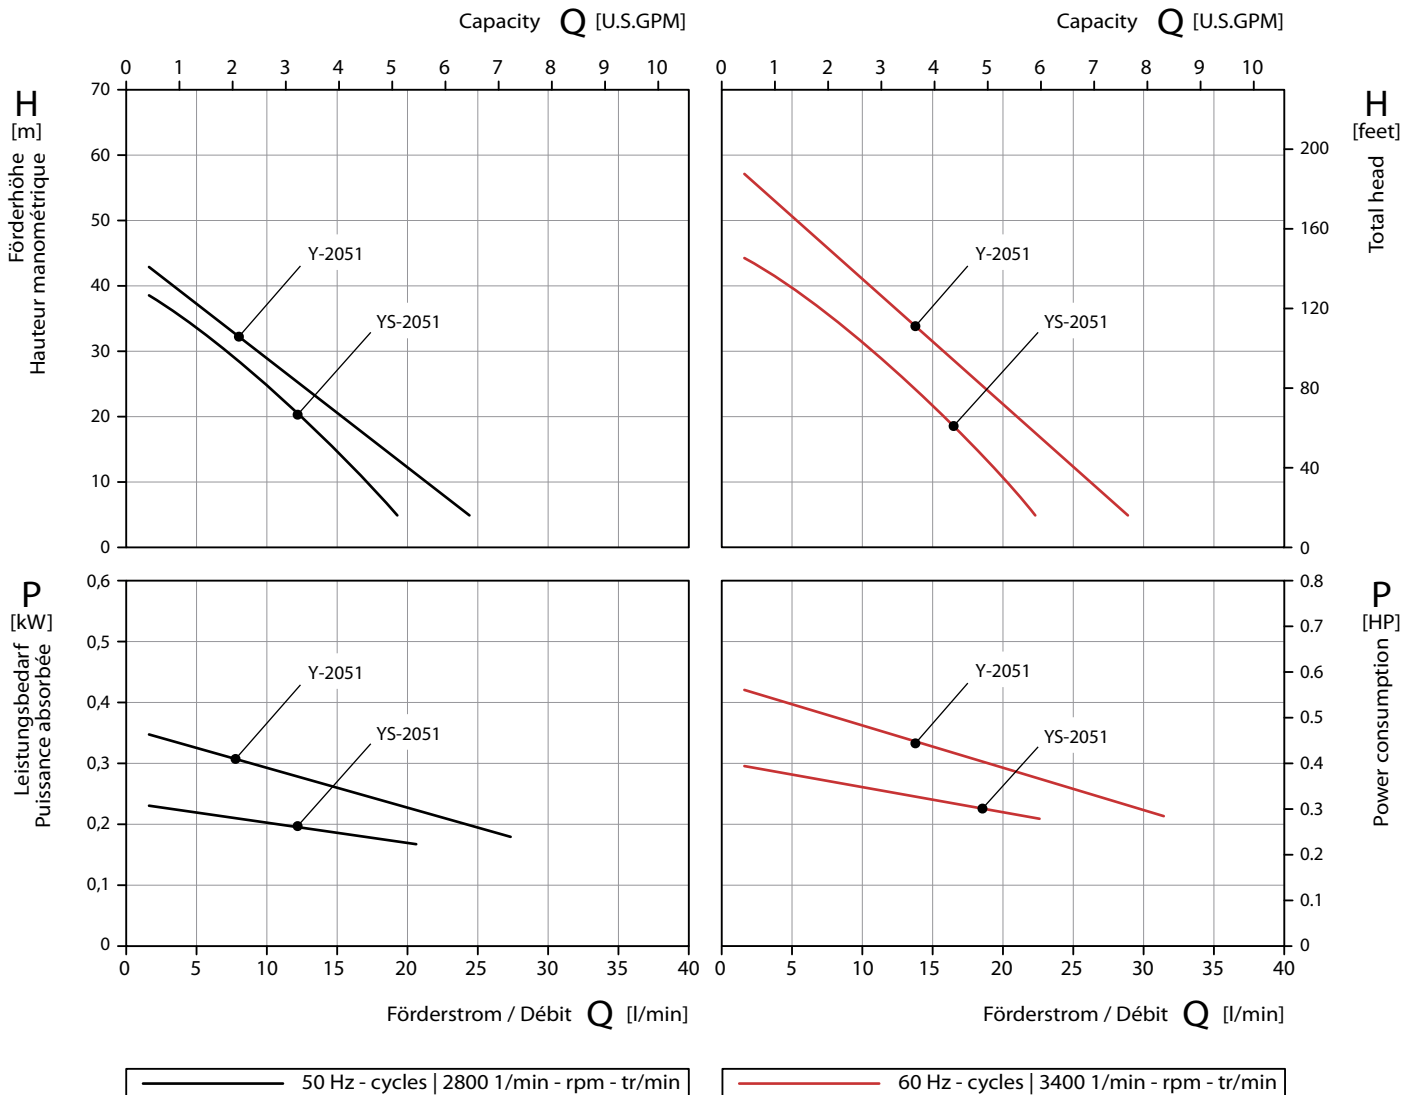 Capacity Q [U.S.GPM]
Capacity Q [U.S.GPM]
0 1 2 3 4 5 6 7 8 9 10
0 1 2 3 4 5 6 7 8 9 10
H
[m]
Förderhöhe
Hauteur manométrique
70
60
50
40
30
20
10
0
Y-2051
YS-2051
Y-2051
YS-2051
H
[feet]
Total head
200
160
120
80
40
0
P
[kW]
Leistungsbedarf
Puissance absorbée
0,6
0,5
0,4
0,3
0,2
0,1
0
Y-2051
YS-2051
Y-2051
YS-2051
P
[HP]
Power consumption
0.8
0.7
0.6
0.5
0.4
0.3
0.2
0.1
0
0 5 10 15 20 25 30 35 40
0 5 10 15 20 25 30 35 40
Förderstrom / Débit Q [l/min]
Förderstrom / Débit Q [l/min]
50 Hz - cycles | 2800 1/min - rpm - tr/min
60 Hz - cycles | 3400 1/min - rpm - tr/min